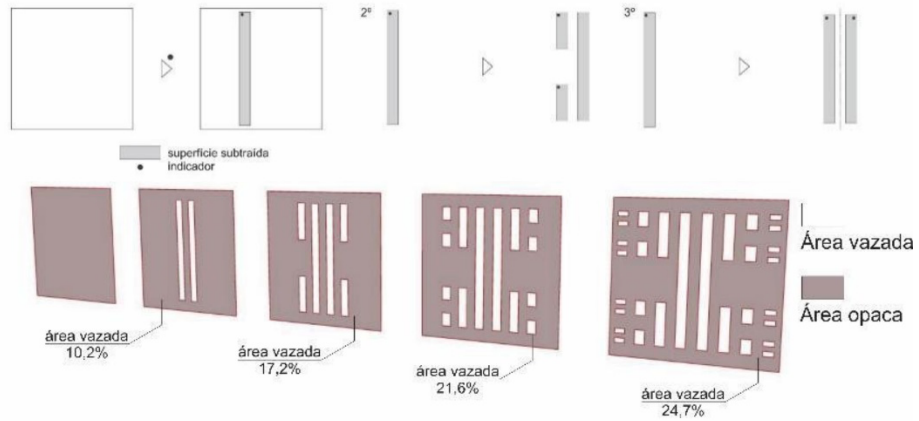 2º
3º
superfície subtraída
indicador
Área vazada
Área opaca
área vazada
10,2%
área vazada
17,2%
área vazada
21,6%
área vazada
24,7%